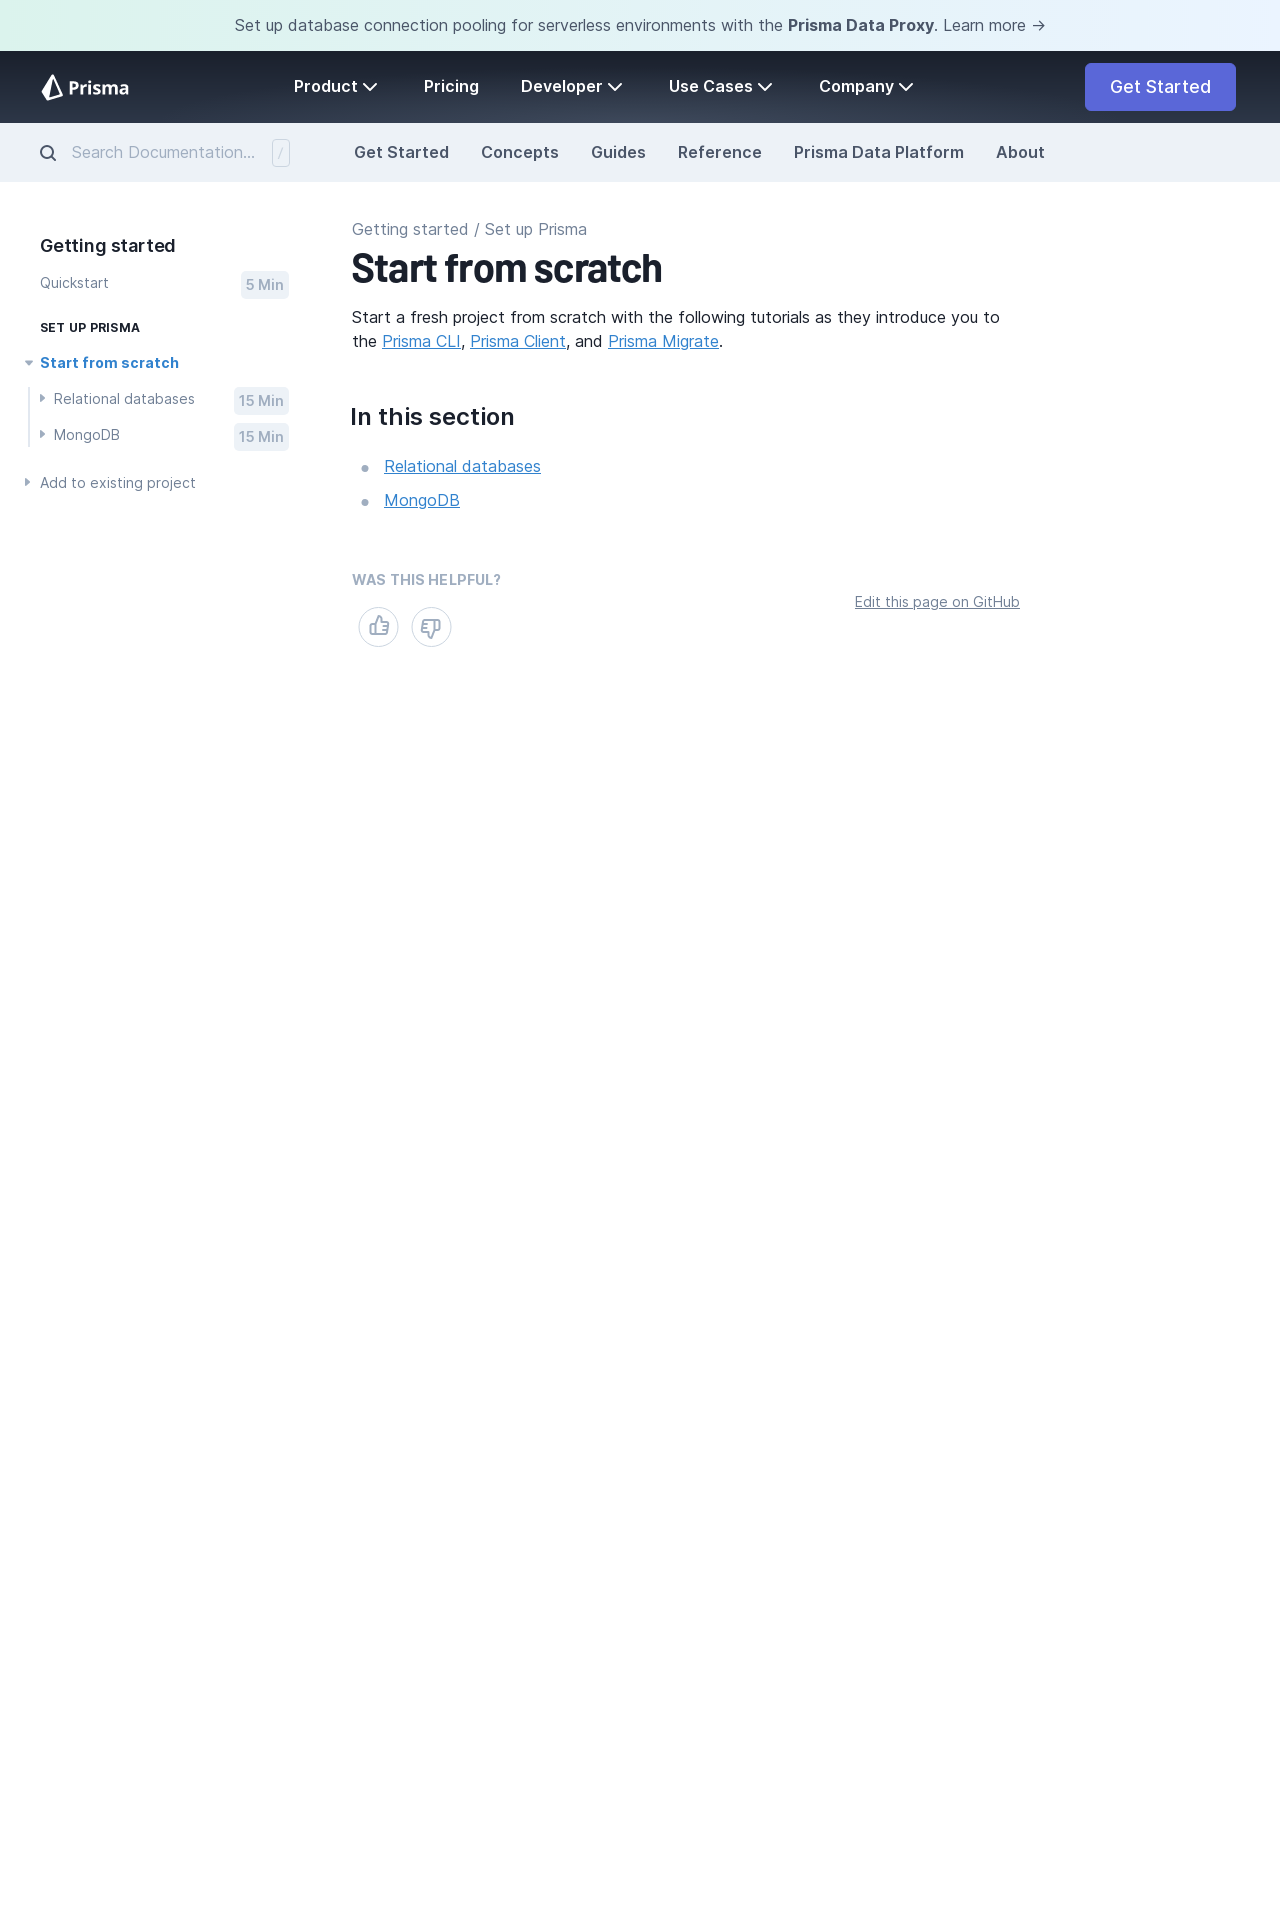 Set up database connection pooling for serverless environments with the Prisma Data Proxy. Learn more →
Prisma
Product
Pricing
Developer
Use Cases
Company
Get Started
Search Documentation...
/
Get Started
Concepts
Guides
Reference
Prisma Data Platform
About
Getting started
Quickstart
5 Min
SET UP PRISMA
Start from scratch
Relational databases
15 Min
MongoDB
15 Min
Add to existing project
Getting started / Set up Prisma
Start from scratch
Start a fresh project from scratch with the following tutorials as they introduce you to
the Prisma CLI, Prisma Client, and Prisma Migrate.
In this section
Relational databases
MongoDB
WAS THIS HELPFUL?
Edit this page on GitHub